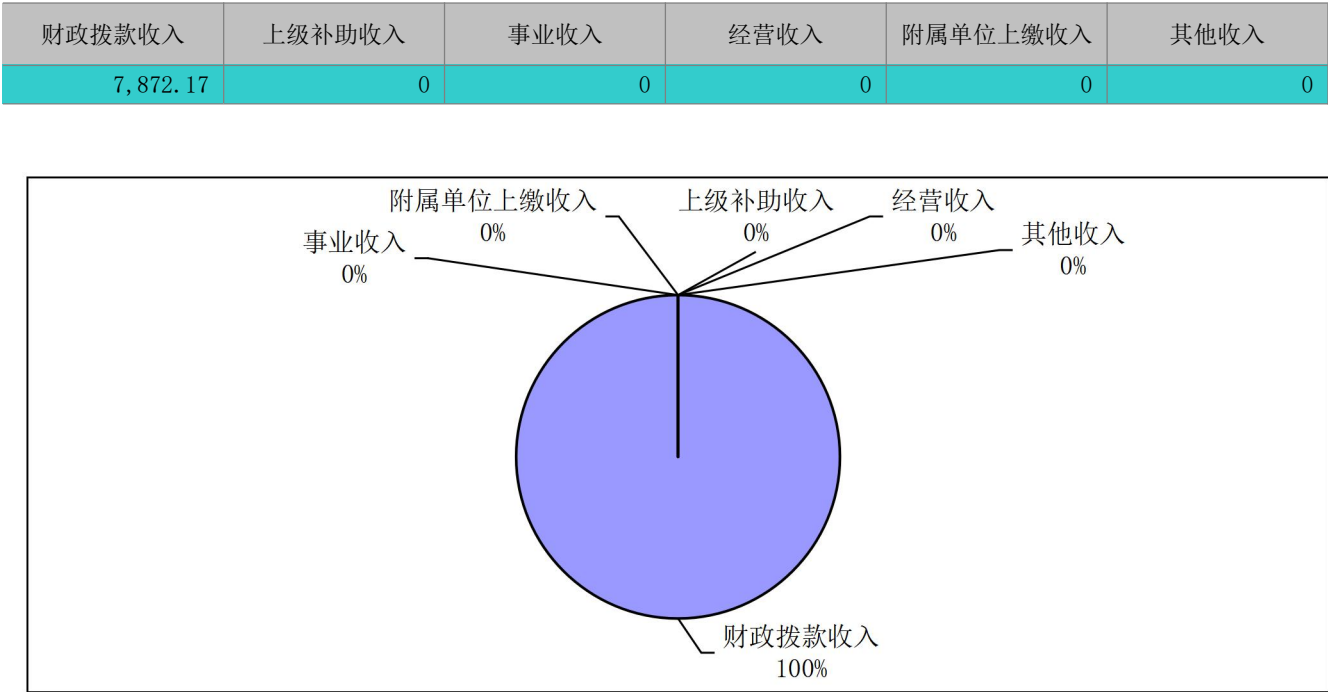 财政拨款收入 上级补助收入 事业收入 经营收入 附属单位上缴收入 其他收入
7,872.17 0 0 0 0 0
附属单位上缴收入
0%
上级补助收入
0%
经营收入
0%
事业收入
0%
其他收入
0%
财政拨款收入
100%